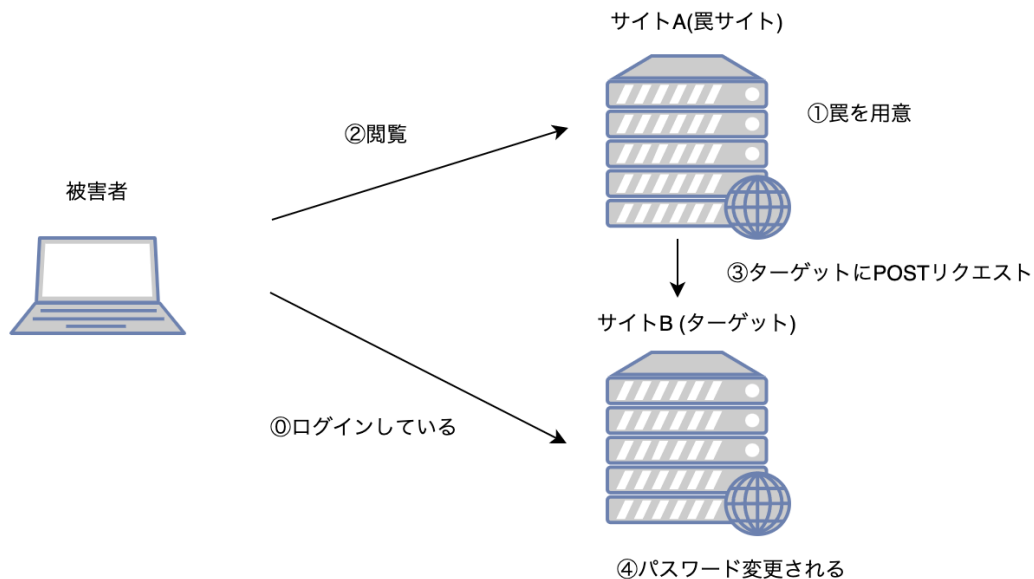 サイトA(罠サイト)
①罠を用意
②閲覧
被害者
③ターゲットにPOSTリクエスト
サイトB (ターゲット)
⓪ログインしている
④パスワード変更される